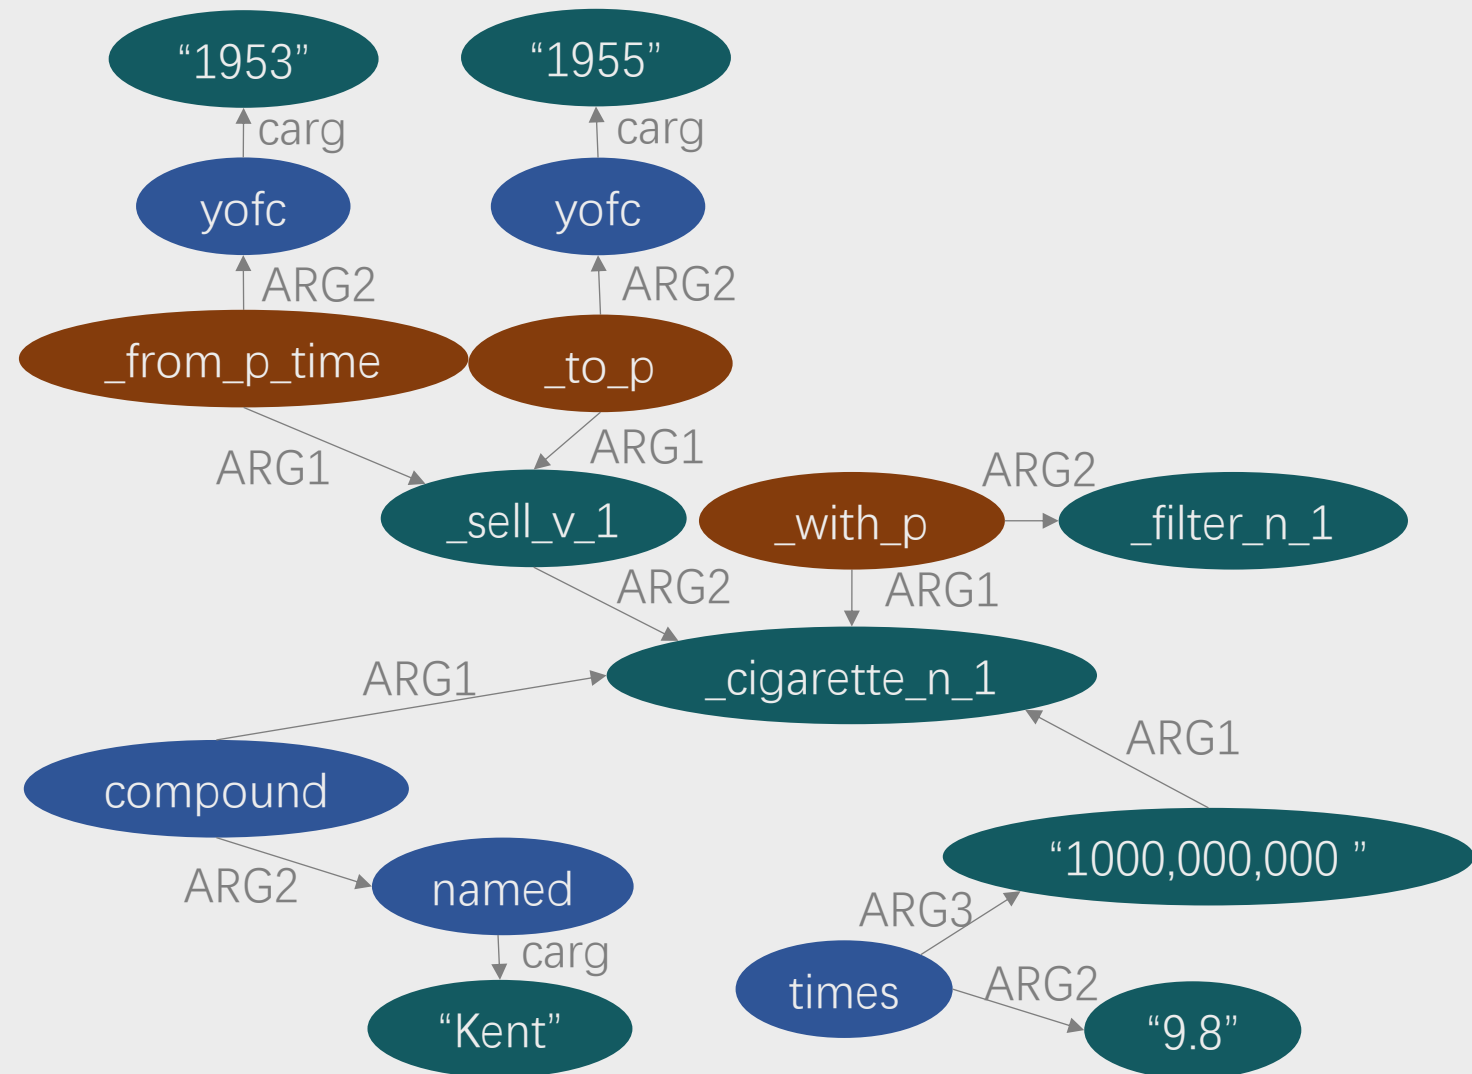 “1953”
“1955”
carg
carg
yofc
yofc
ARG2
ARG2
_from_p_time
_to_p
ARG1
ARG1
_sell_v_1
_with_p
ARG2
_filter_n_1
ARG2
ARG1
ARG1
_cigarette_n_1
ARG1
compound
“1000,000,000 ”
ARG2
named
ARG3
carg
times
ARG2
“Kent”
“9.8”